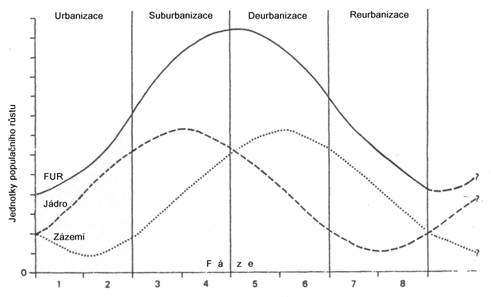 Urbanizace Suburbanizace Deurbanizace Reurbanizace
Jednotky populačního růstu
FUR
Jádro
Zázemí
?
?
?
0
F á z e
1 2 3 4 5 6 7 8